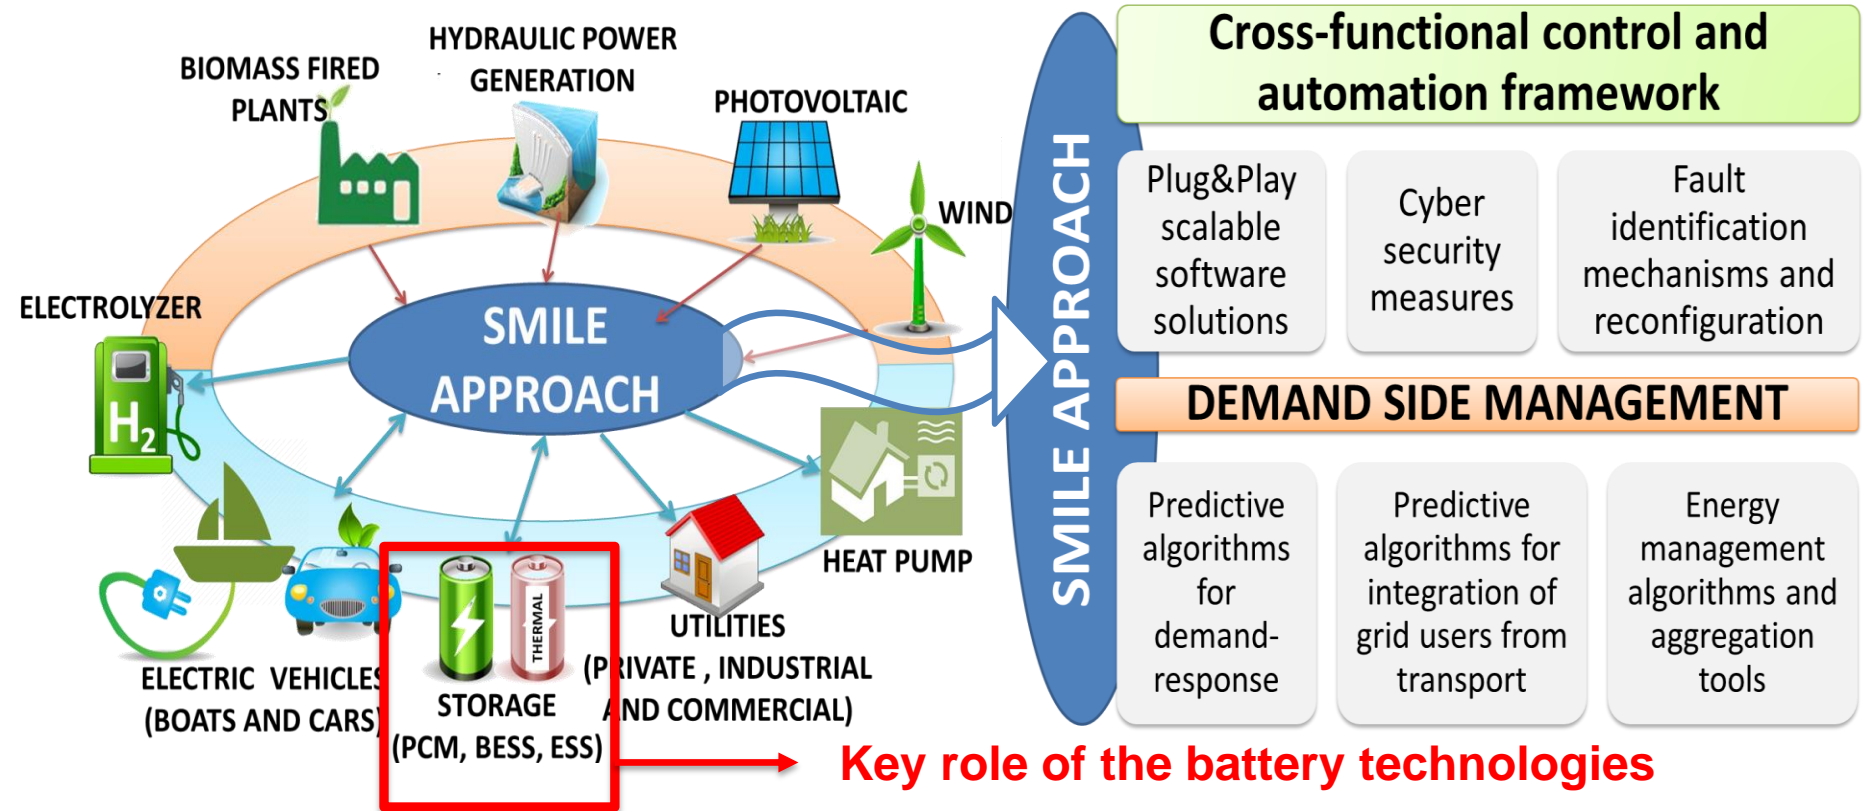 HYDRAULIC POWER
GENERATION
BIOMASS FIRED
PLANTS
PHOTOVOLTAIC
WIND
ELECTROLYZER
H2
SMILE
APPROACH
HEAT PUMP
UTILITIES
(PRIVATE , INDUSTRIAL
AND COMMERCIAL)
THERMAL
STORAGE
(PCM, BESS, ESS)
ELECTRIC VEHICLES
(BOATS AND CARS)
SMILE APPROACH
Cross-functional control and
automation framework
Plug&Play
scalable
software
solutions
Cyber
security
measures
Fault
identification
mechanisms and
reconfiguration
DEMAND SIDE MANAGEMENT
Predictive
algorithms
for
demand-
response
Predictive
algorithms for
integration of
grid users from
transport
Energy
management
algorithms and
aggregation
tools
Key role of the battery technologies